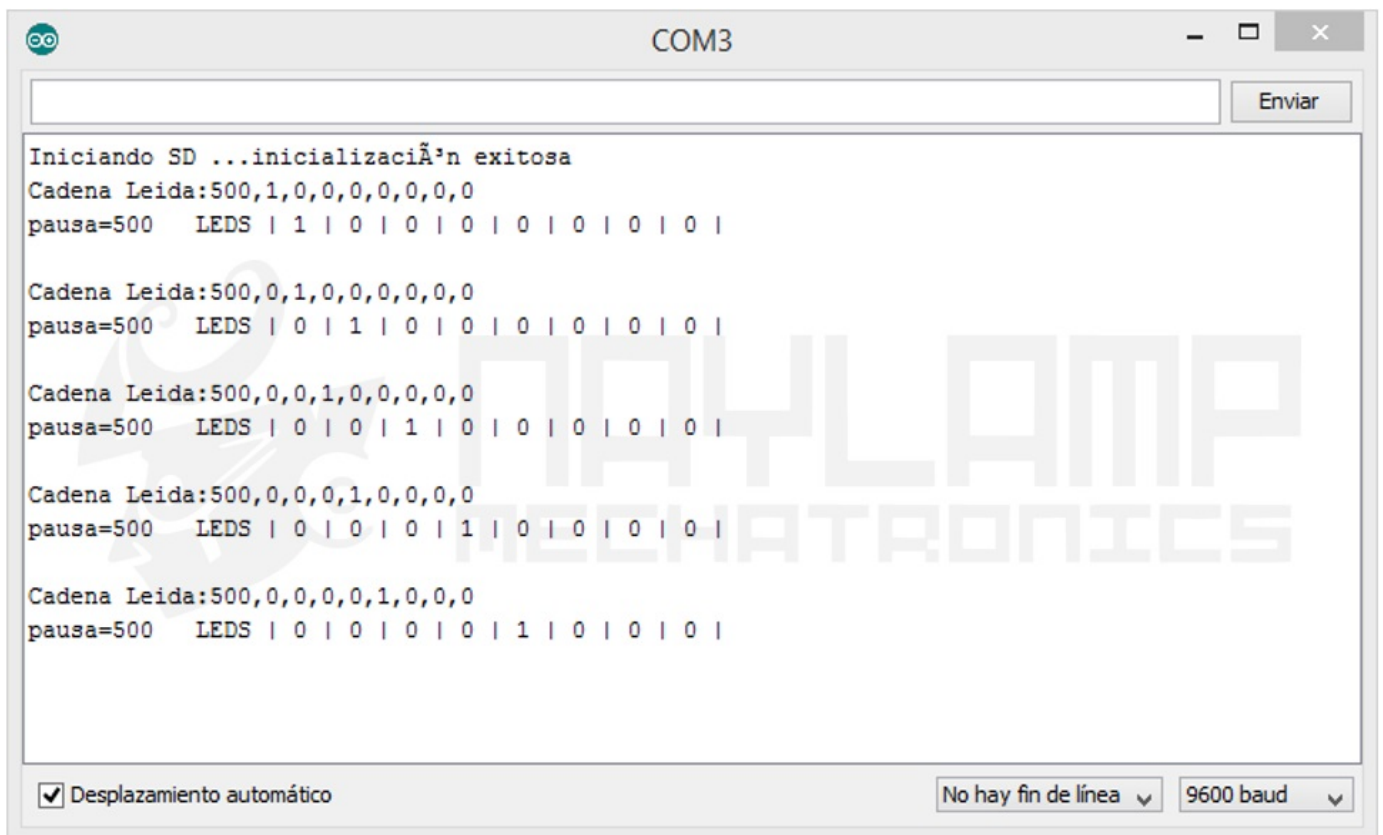 COM3
Enviar
Iniciando SD ...inicializaciÃ³n exitosa
Cadena Leida:500,1,0,0,0,0,0,0,0
pausa=500   LEDS | 1 | 0 | 0 | 0 | 0 | 0 | 0 | 0 |
Cadena Leida:500,0,1,0,0,0,0,0,0
pausa=500   LEDS | 0 | 1 | 0 | 0 | 0 | 0 | 0 | 0 |
Cadena Leida:500,0,0,1,0,0,0,0,0
pausa=500   LEDS | 0 | 0 | 1 | 0 | 0 | 0 | 0 | 0 |
Cadena Leida:500,0,0,0,1,0,0,0,0
pausa=500   LEDS | 0 | 0 | 0 | 1 | 0 | 0 | 0 | 0 |
Cadena Leida:500,0,0,0,0,1,0,0,0
pausa=500   LEDS | 0 | 0 | 0 | 0 | 1 | 0 | 0 | 0 |
NAYLAMP
MECHATRONICS
Desplazamiento automático
No hay fin de línea
9600 baud